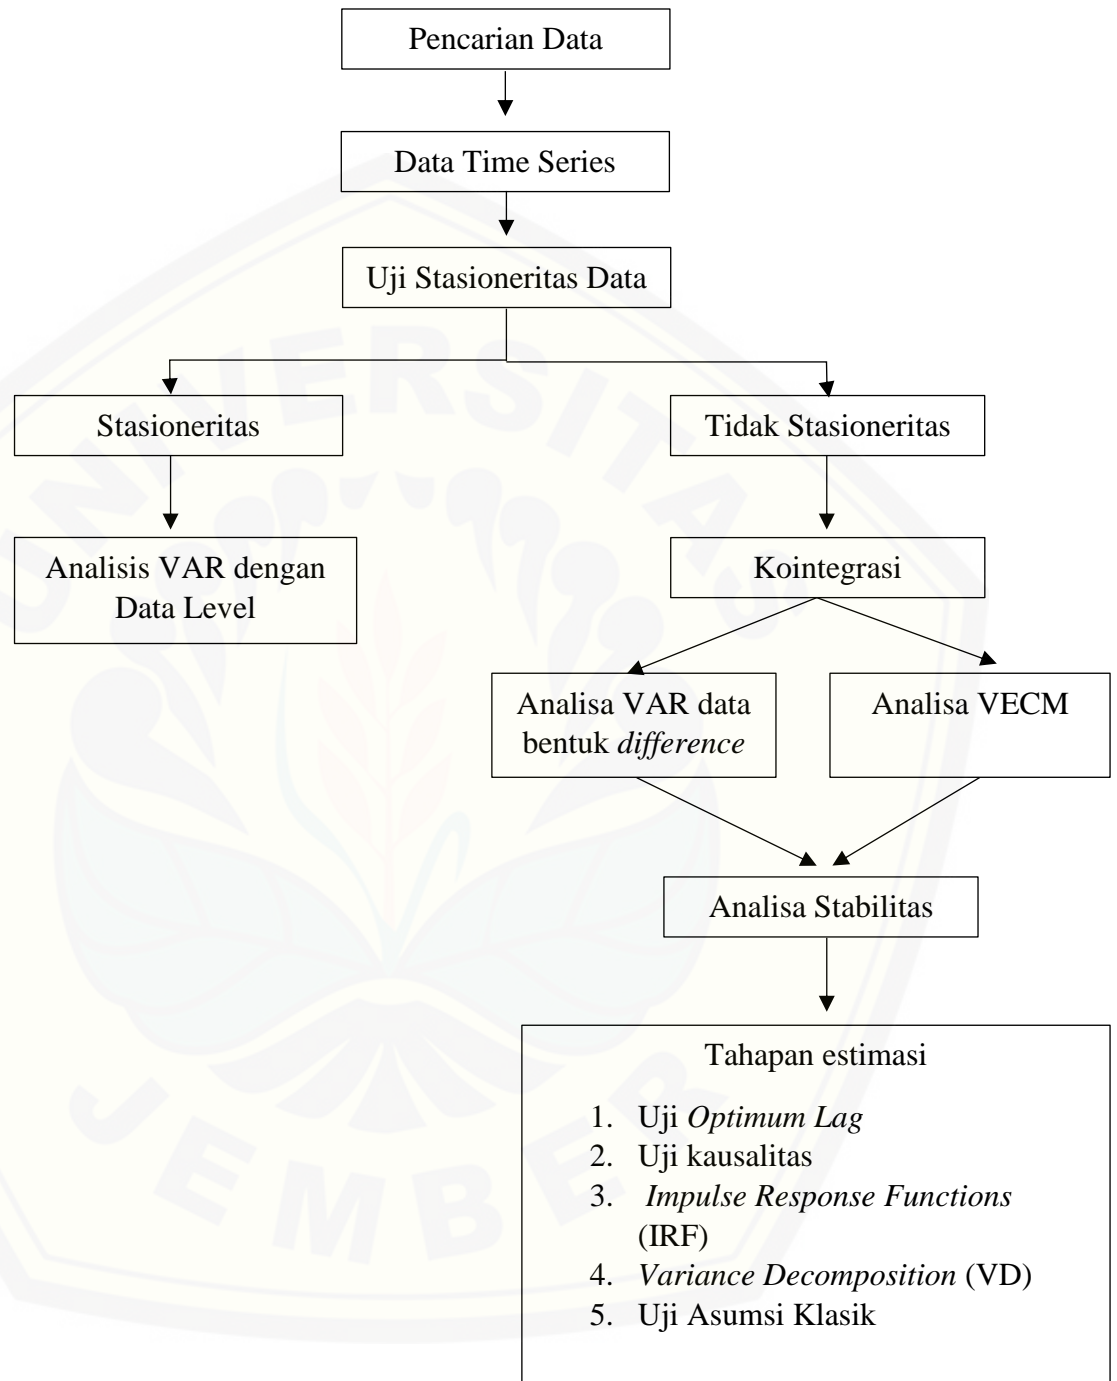 Pencarian Data
Data Time Series
Uji Stasioneritas Data
Stasioneritas
Tidak Stasioneritas
Analisis VAR dengan
Data Level
Kointegrasi
Analisa VAR data
bentuk difference
Analisa VECM
Analisa Stabilitas
Tahapan estimasi
1. Uji Optimum Lag
2. Uji kausalitas
3. Impulse Response Functions
(IRF)
4. Variance Decomposition (VD)
5. Uji Asumsi Klasik
UNIVERSITAS
JEMBER